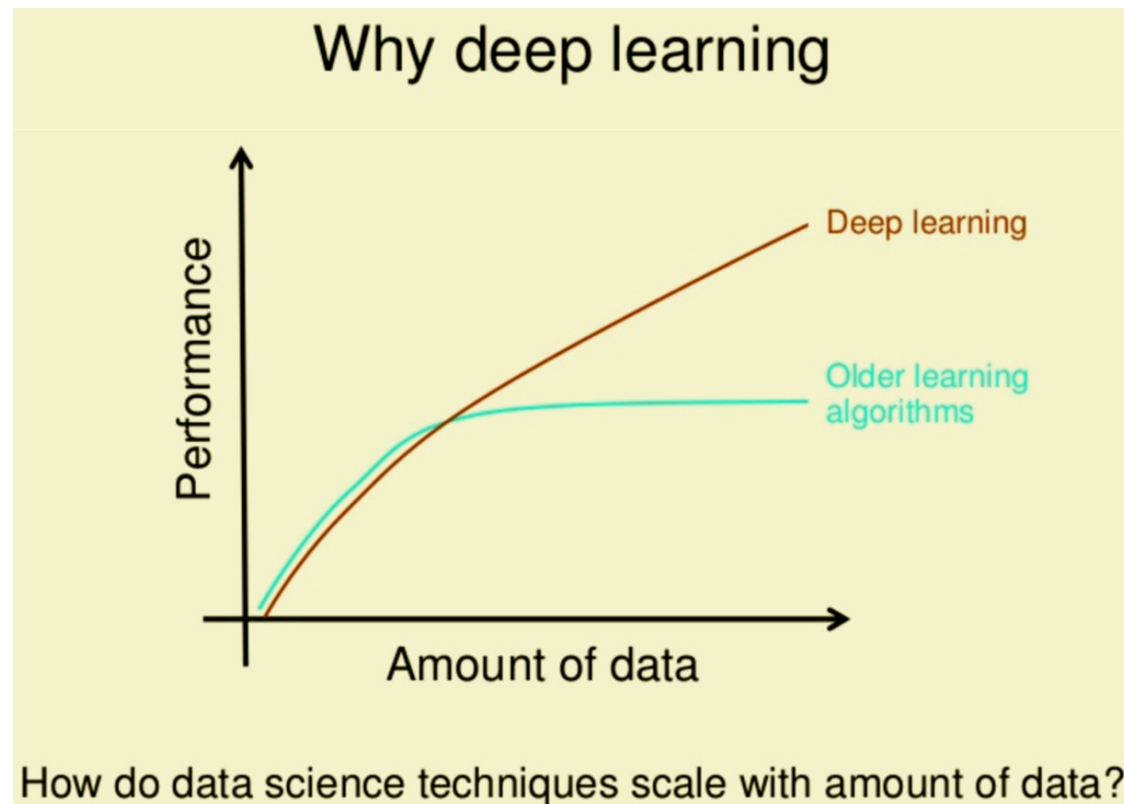 Why deep learning
Performance
Deep learning
Older learning
algorithms
Amount of data
How do data science techniques scale with amount of data?